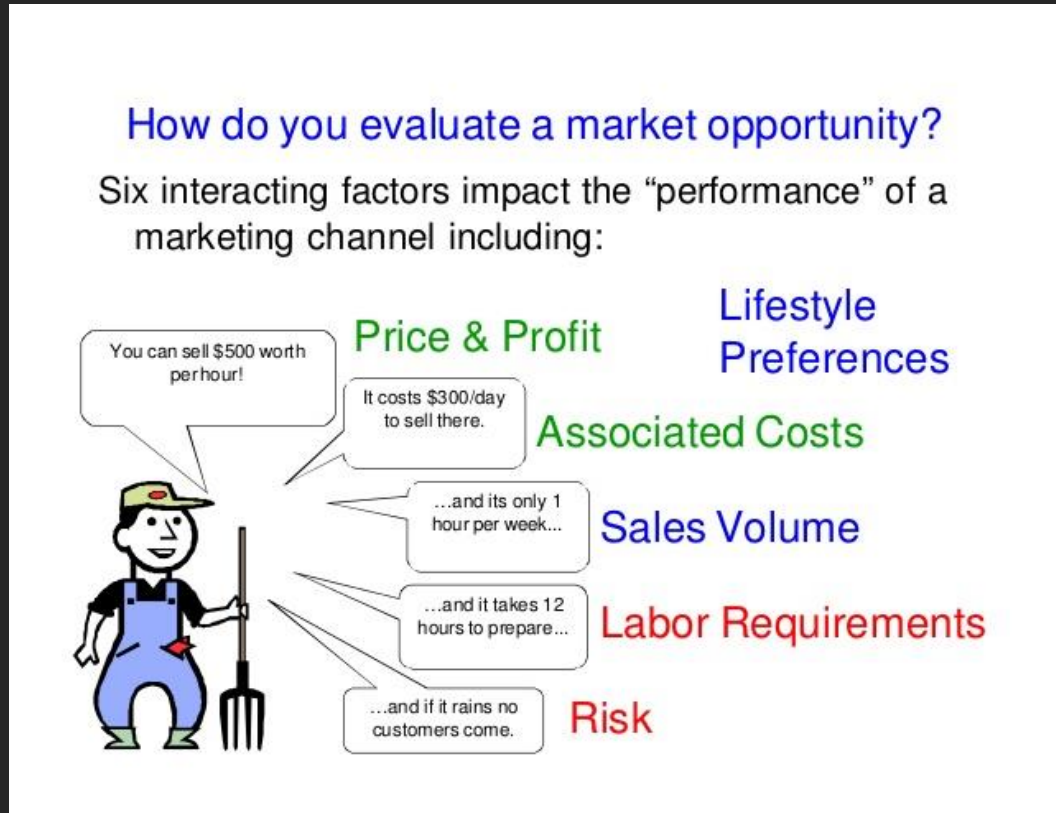 How do you evaluate a market opportunity?
Six interacting factors impact the “performance” of a
marketing channel including:
Lifestyle
Preferences
Price & Profit
You can sell $500 worth
per hour!
It costs $300/day
to sell there.
Associated Costs
...and its only 1
hour per week...
Sales Volume
...and it takes 12
hours to prepare...
Labor Requirements
...and if it rains no
customers come.
Risk